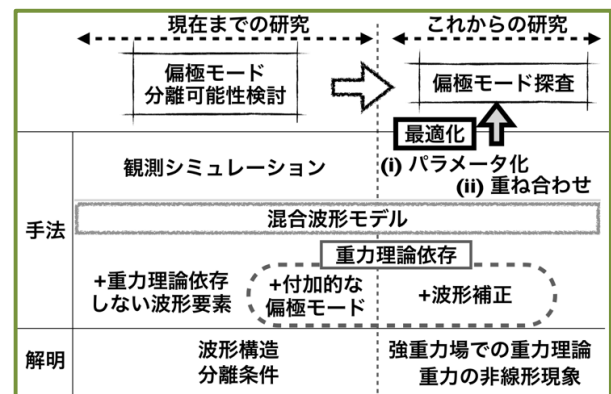 現在までの研究
これからの研究
偏極モード
分離可能性検討
偏極モード探査
最適化
手法
観測シミュレーション
(i) パラメータ化
(ii) 重ね合わせ
混合波形モデル
重力理論依存
+重力理論依存
しない波形要素
+付加的な
偏極モード
+波形補正
解明
波形構造
分離条件
強重力場での重力理論
重力の非線形現象